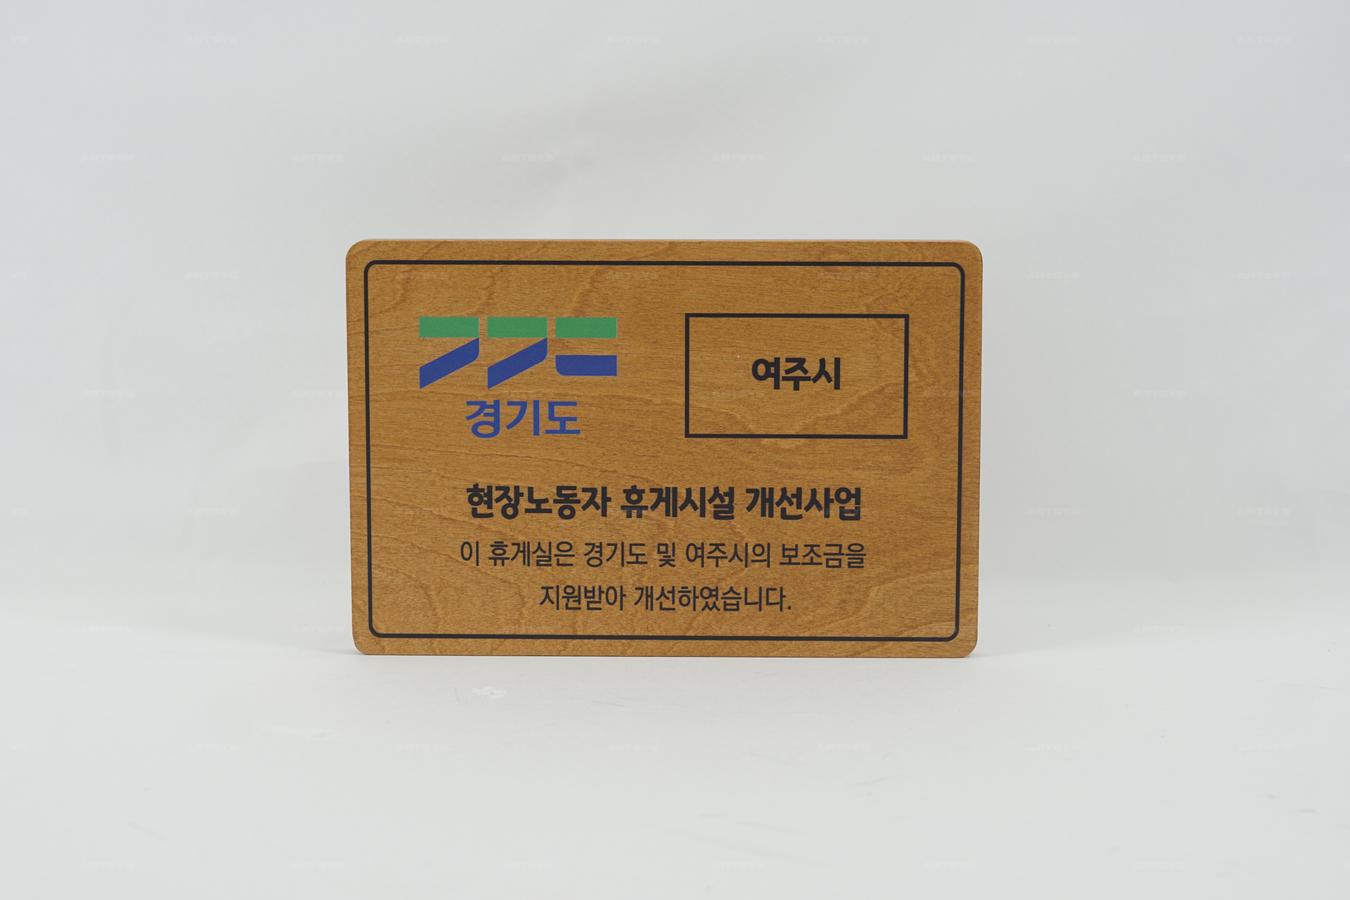 경기도
여주시
현장노동자 휴게시설 개선사업
이 휴게실은 경기도 및 여주시의 보조금을
지원받아 개선하였습니다.